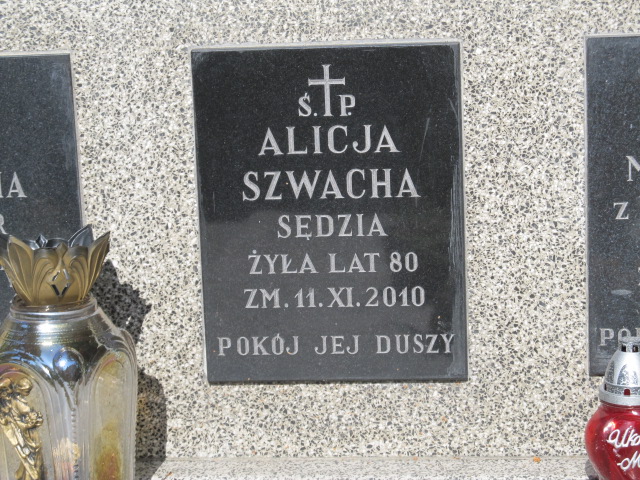 Ś.P.
ALICJA
SZWACHA
SĘDZIA
ŻYŁA LAT 80
ZM. 11. XI. 2010
POKÓJ JEJ DUSZY